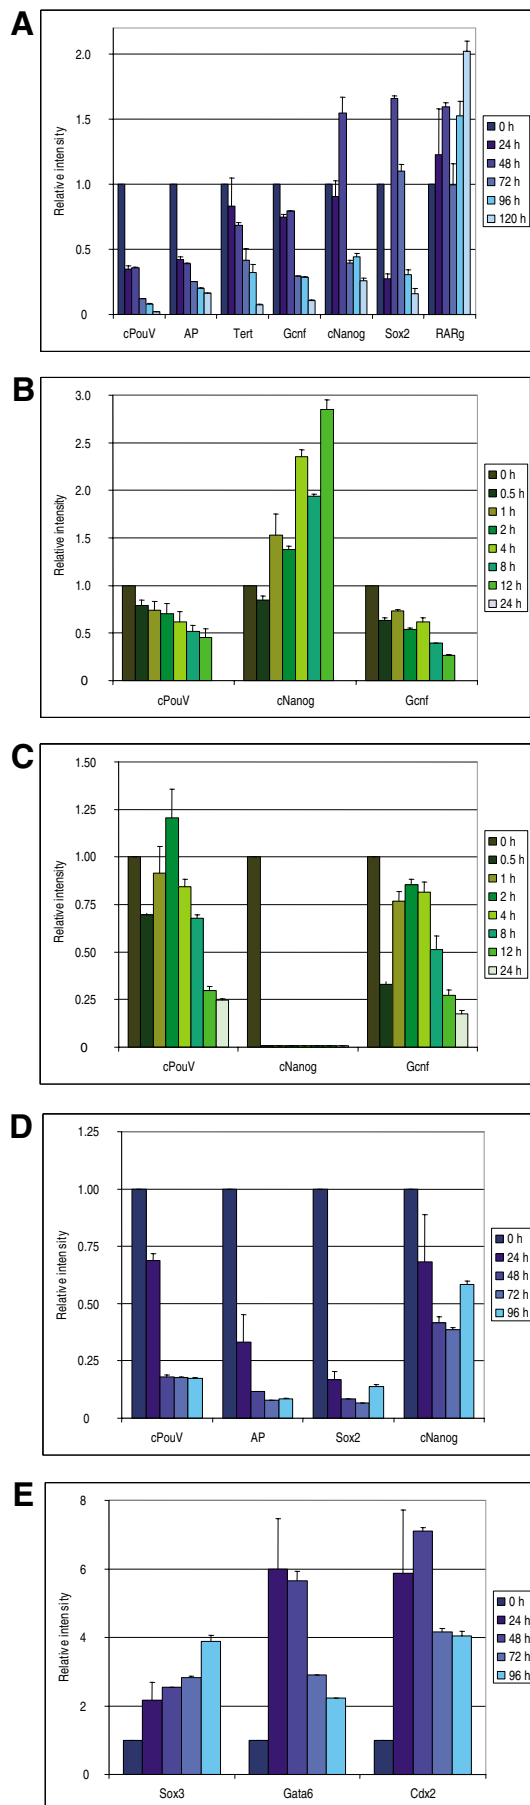 A
Relative intensity
2.0
1.5
1.0
0.5
0
cPouV AP Tert Gcnf cNanog Sox2 RARg
0 h
24 h
48 h
72 h
96 h
120 h
B
Relative intensity
3.0
2.5
2.0
1.5
1.0
0.5
0
cPouV cNanog Gcnf
0 h
0.5 h
1 h
2 h
4 h
8 h
12 h
24 h
C
Relative intensity
1.50
1.25
1.00
0.75
0.50
0.25
0
cPouV cNanog Gcnf
0 h
0.5 h
1 h
2 h
4 h
8 h
12 h
24 h
D
Relative intensity
1.25
1.00
0.75
0.50
0.25
0
cPouV AP Sox2 cNanog
0 h
24 h
48 h
72 h
96 h
E
Relative intensity
8
6
4
2
0
Sox3 Gata6 Cdx2
0 h
24 h
48 h
72 h
96 h